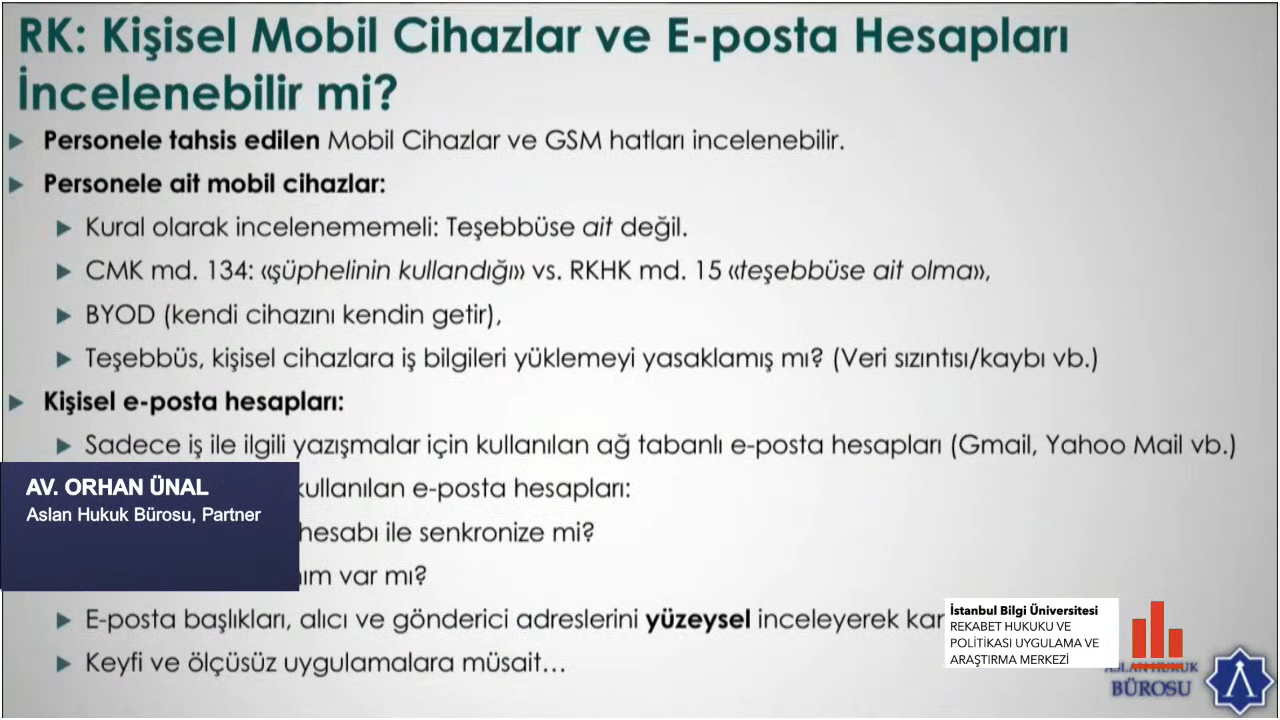 RK: Kişisel Mobil Cihazlar ve E-posta Hesapları
İncelenebilir mi?
Personele tahsis edilen Mobil Cihazlar ve GSM hatları incelenebilir.
Personele ait mobil cihazlar:
Kural olarak incelenememeli: Teşebbüse ait değil.
CMK md. 134: «şüphelinin kullandığı» vs. RKHK md. 15 «teşebbüse ait olma»,
BYOD (kendi cihazını kendin getir),
Teşebbüs, kişisel cihazlara iş bilgileri yüklemeyi yasaklamış mı? (Veri sızıntısı/kaybı vb.)
Kişisel e-posta hesapları:
Sadece iş ile ilgili yazışmalar için kullanılan ağ tabanlı e-posta hesapları (Gmail, Yahoo Mail vb.)
kullanılan e-posta hesapları:
hesabı ile senkronize mi?
var mı?
E-posta başlıkları, alıcı ve gönderici adreslerini yüzeysel inceleyerek
Keyfi ve ölçüsüz uygulamalara müsait…
AV. ORHAN ÜNAL
Aslan Hukuk Bürosu, Partner
İstanbul Bilgi Üniversitesi
REKABET HUKUKU VE
POLİTİKASI UYGULAMA VE
ARAŞTIRMA MERKEZİ
ASLAN HUKUK
BÜROSU